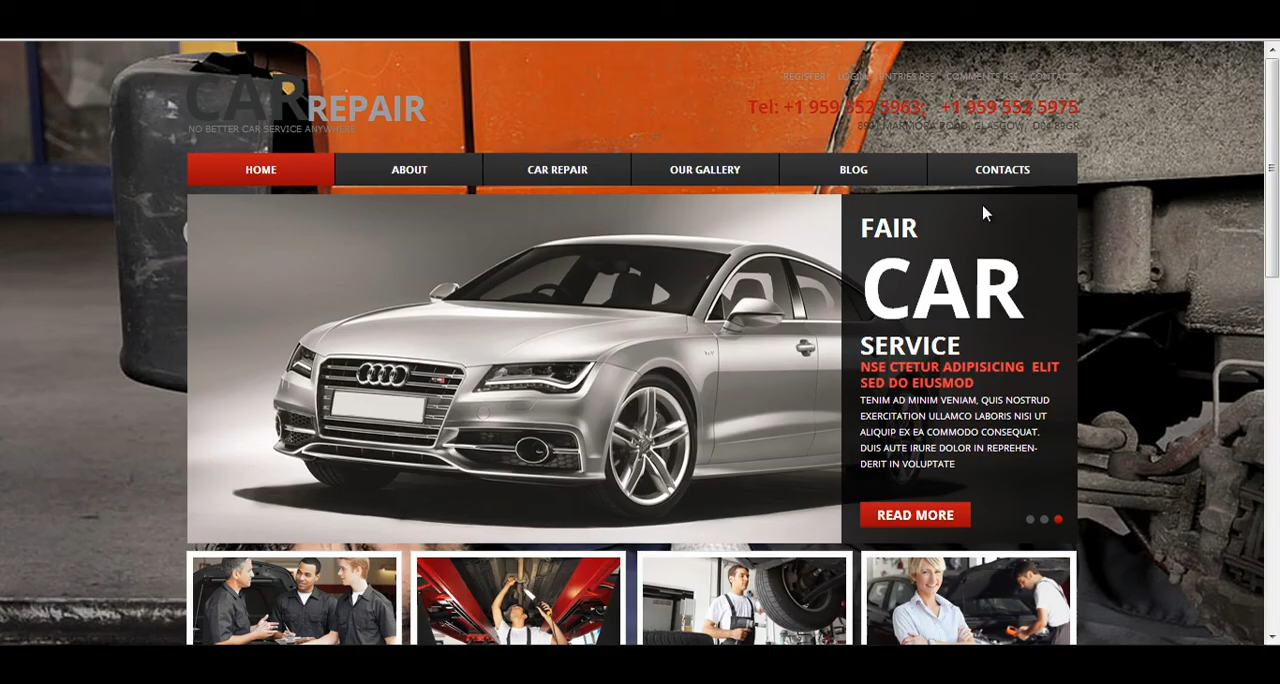 REGISTER LOGIN ENTRIES RSS COMMENTS RSS CONTACTS
CARREPAIR
Tel: +1 959 552 5963; +1 959 552 5975
NO BETTER CAR SERVICE ANYWHERE
8901 MARMORA ROAD, GLASGOW, D04 89GR
HOME ABOUT CAR REPAIR OUR GALLERY BLOG CONTACTS
FAIR
CAR
SERVICE
NSE CTETUR ADIPISICING ELIT
SED DO EIUSMOD
TENIM AD MINIM VENIAM, QUIS NOSTRUD
EXERCITATION ULLAMCO LABORIS NISI UT
ALIQUIP EX EA COMMODO CONSEQUAT.
DUIS AUTE IRURE DOLOR IN REPREHEN-
DERIT IN VOLUPTATE
READ MORE